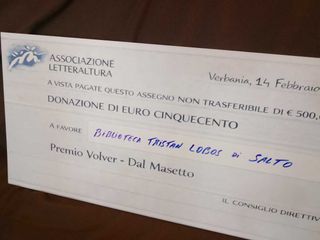 ASSOCIAZIONE
LETTERALTURA
Verbania, 14 Febbraio
A VISTA PAGATE QUESTO ASSEGNO NON TRASFERIBILE DI € 500,
DONAZIONE DI EURO CINQUECENTO
A FAVORE BIBLIOTECA TRISTAN LOBOS DI SALTO
Premio Volver - Dal Masetto
IL CONSIGLIO DIRETTIV